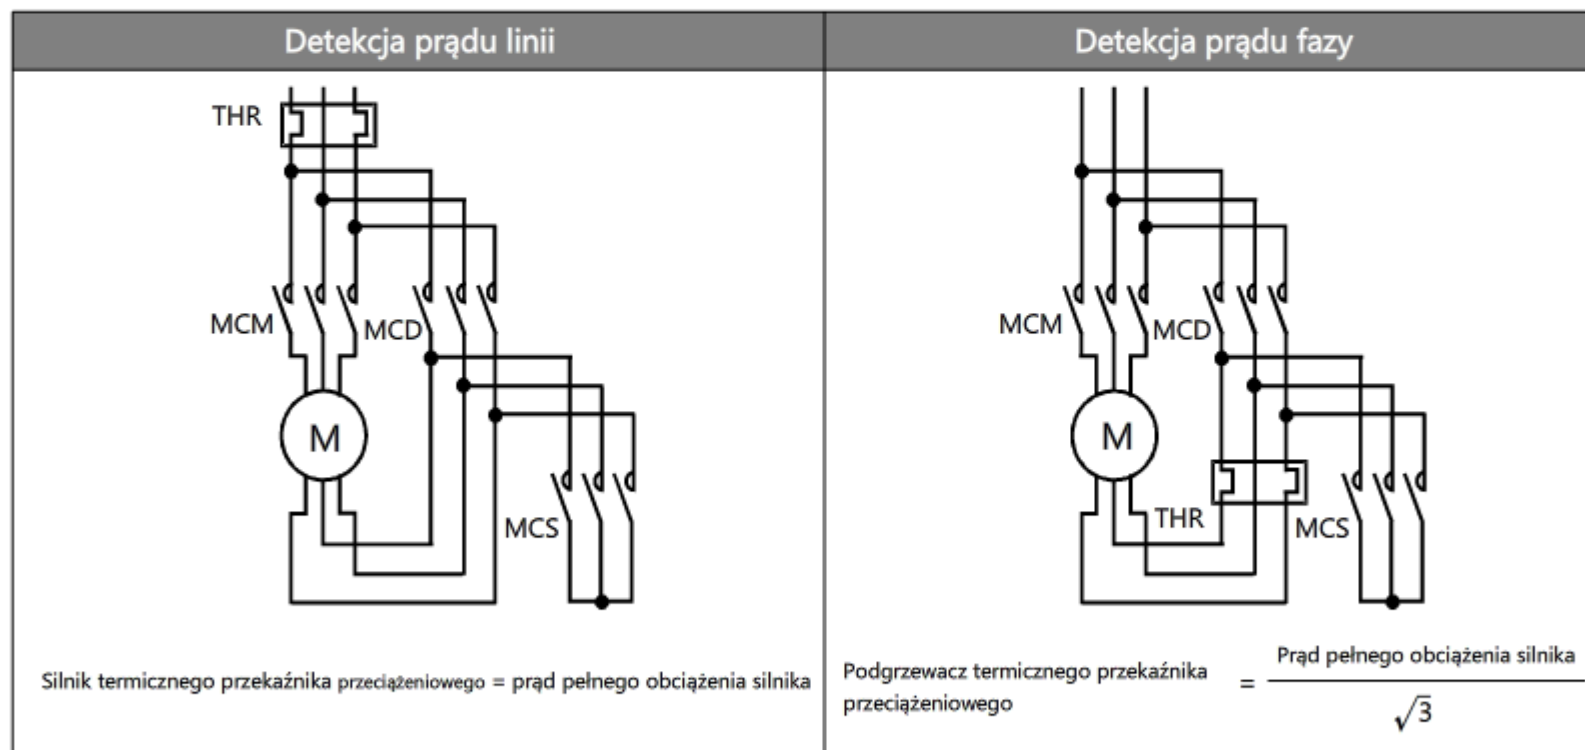 Detekcja prądu linii
THR
MCM
MCD
M
MCS
Silnik termicznego przekaźnika przeciążeniowego = prąd pełnego obciążenia silnika
Detekcja prądu fazy
MCM
MCD
M
THR
MCS
Podgrzewacz termicznego przekaźnika
przeciążeniowego
=
Prąd pełnego obciążenia silnika
√3